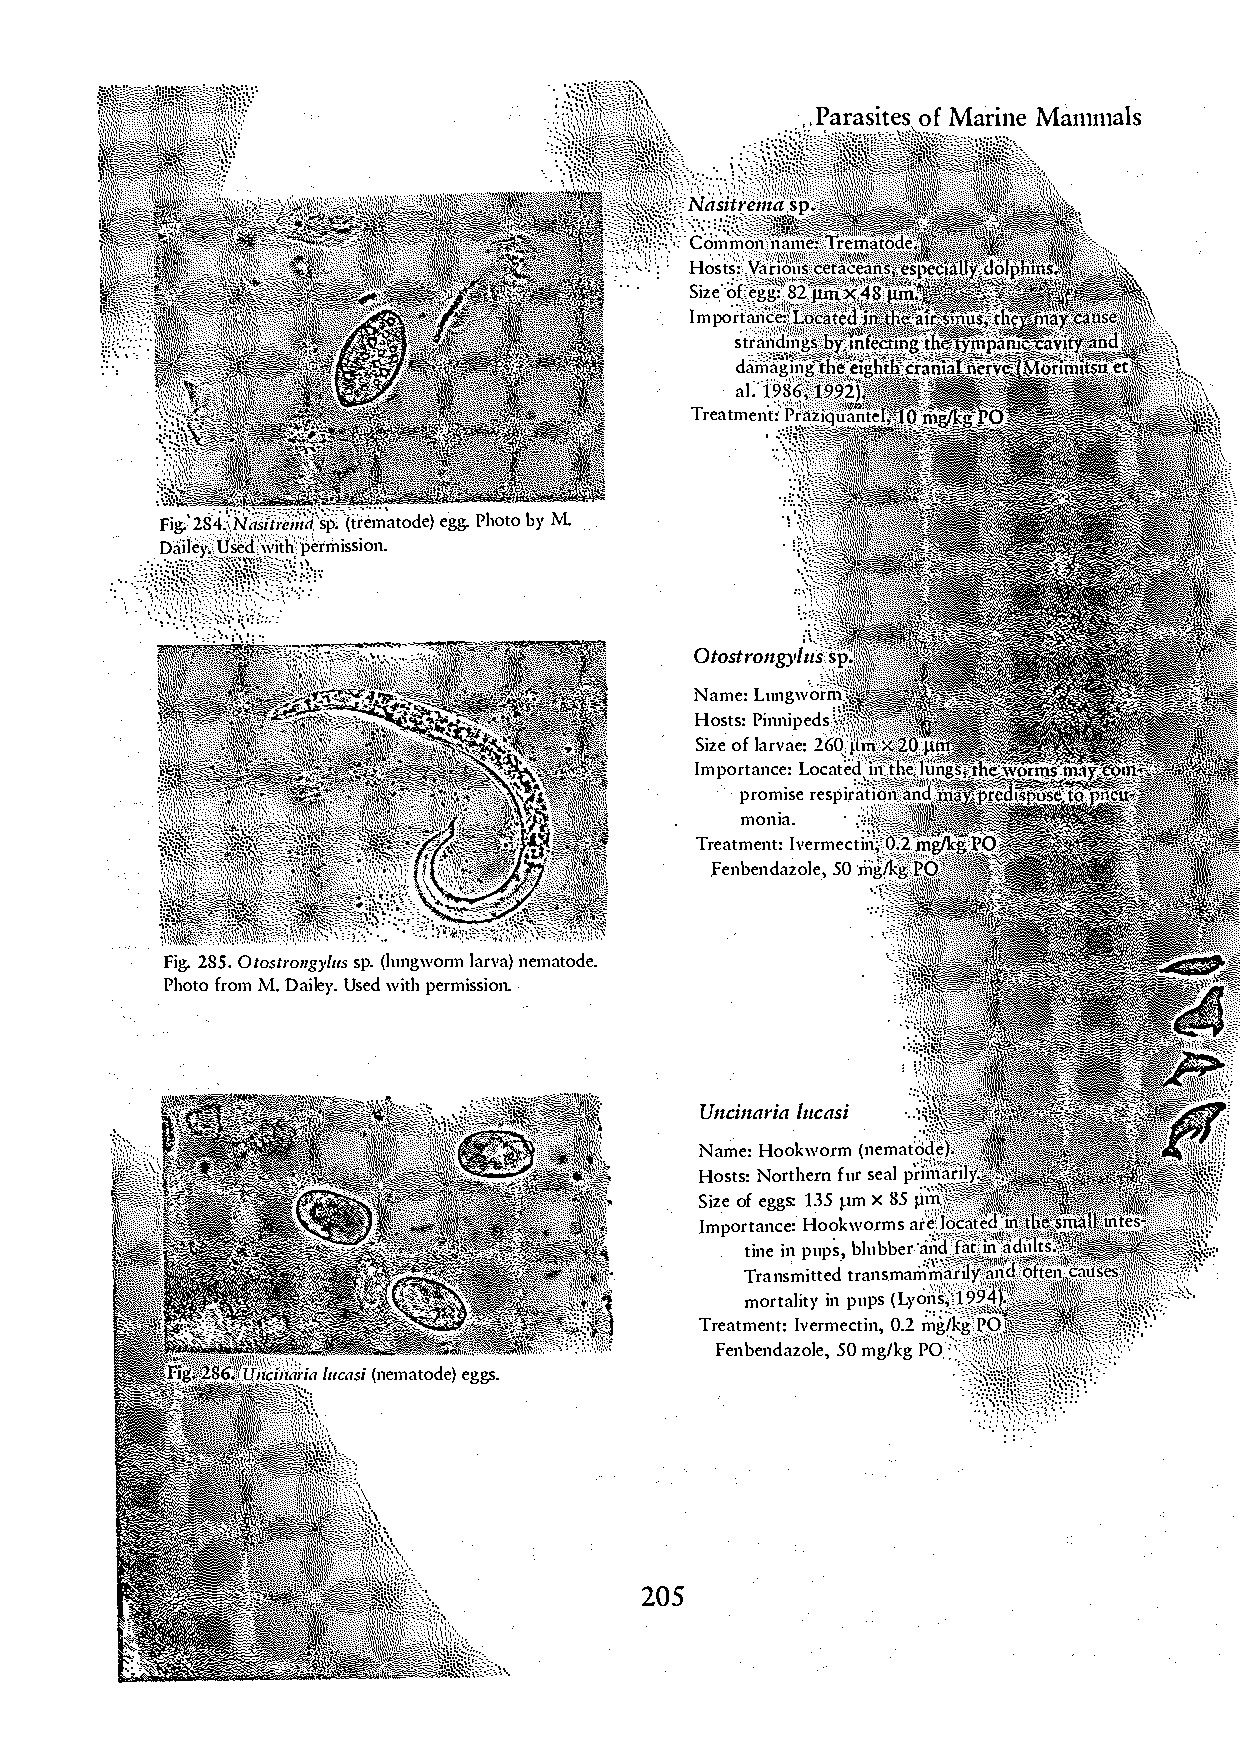 Parasites of Marine Mammals
Nasitrema sp.
Common name: Trematode.
Hosts: Various cetaceans, especially dolphins.
Size of egg: 82 µm × 48 µm.
Importance: Located in the air sinus, they may cause
strandings by infecting the tympanic cavity and
damaging the eighth cranial nerve (Morimitsu et
al. 1986, 1992).
Treatment: Praziquantel, 10 mg/kg PO
Fig. 284. Nasitrema sp. (trematode) egg. Photo by M.
Dailey. Used with permission.
Otostrongylus sp.
Name: Lungworm
Hosts: Pinnipeds
Size of larvae: 260 µm × 20 µm
Importance: Located in the lungs, the worms may com-
promise respiration and may predispose to pneu-
monia.
Treatment: Ivermectin, 0.2 mg/kg PO
Fenbendazole, 50 mg/kg PO
Fig. 285. Otostrongylus sp. (lungworm larva) nematode.
Photo from M. Dailey. Used with permission.
Uncinaria lucasi
Name: Hookworm (nematode).
Hosts: Northern fur seal primarily.
Size of eggs: 135 µm × 85 µm
Importance: Hookworms are located in the small intes-
tine in pups, blubber and fat in adults.
Transmitted transmammarily and often causes
mortality in pups (Lyons, 1994).
Treatment: Ivermectin, 0.2 mg/kg PO
Fenbendazole, 50 mg/kg PO
Fig. 286. Uncinaria lucasi (nematode) eggs.
205